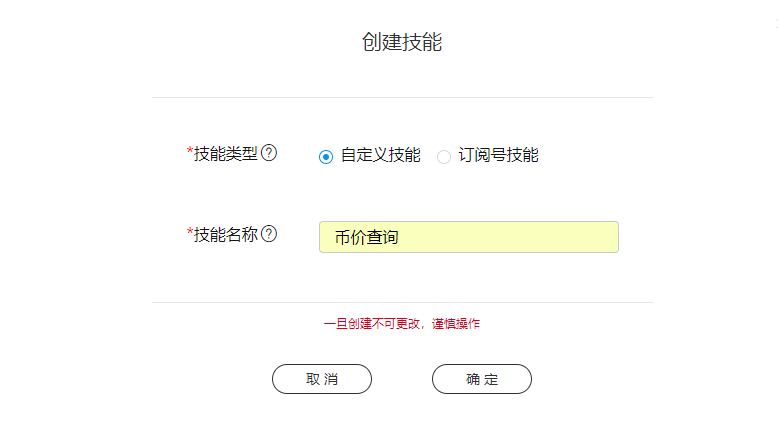 创建技能
*技能类型? 自定义技能 订阅号技能
*技能名称? 币价查询
一旦创建不可更改，谨慎操作
取 消 确 定